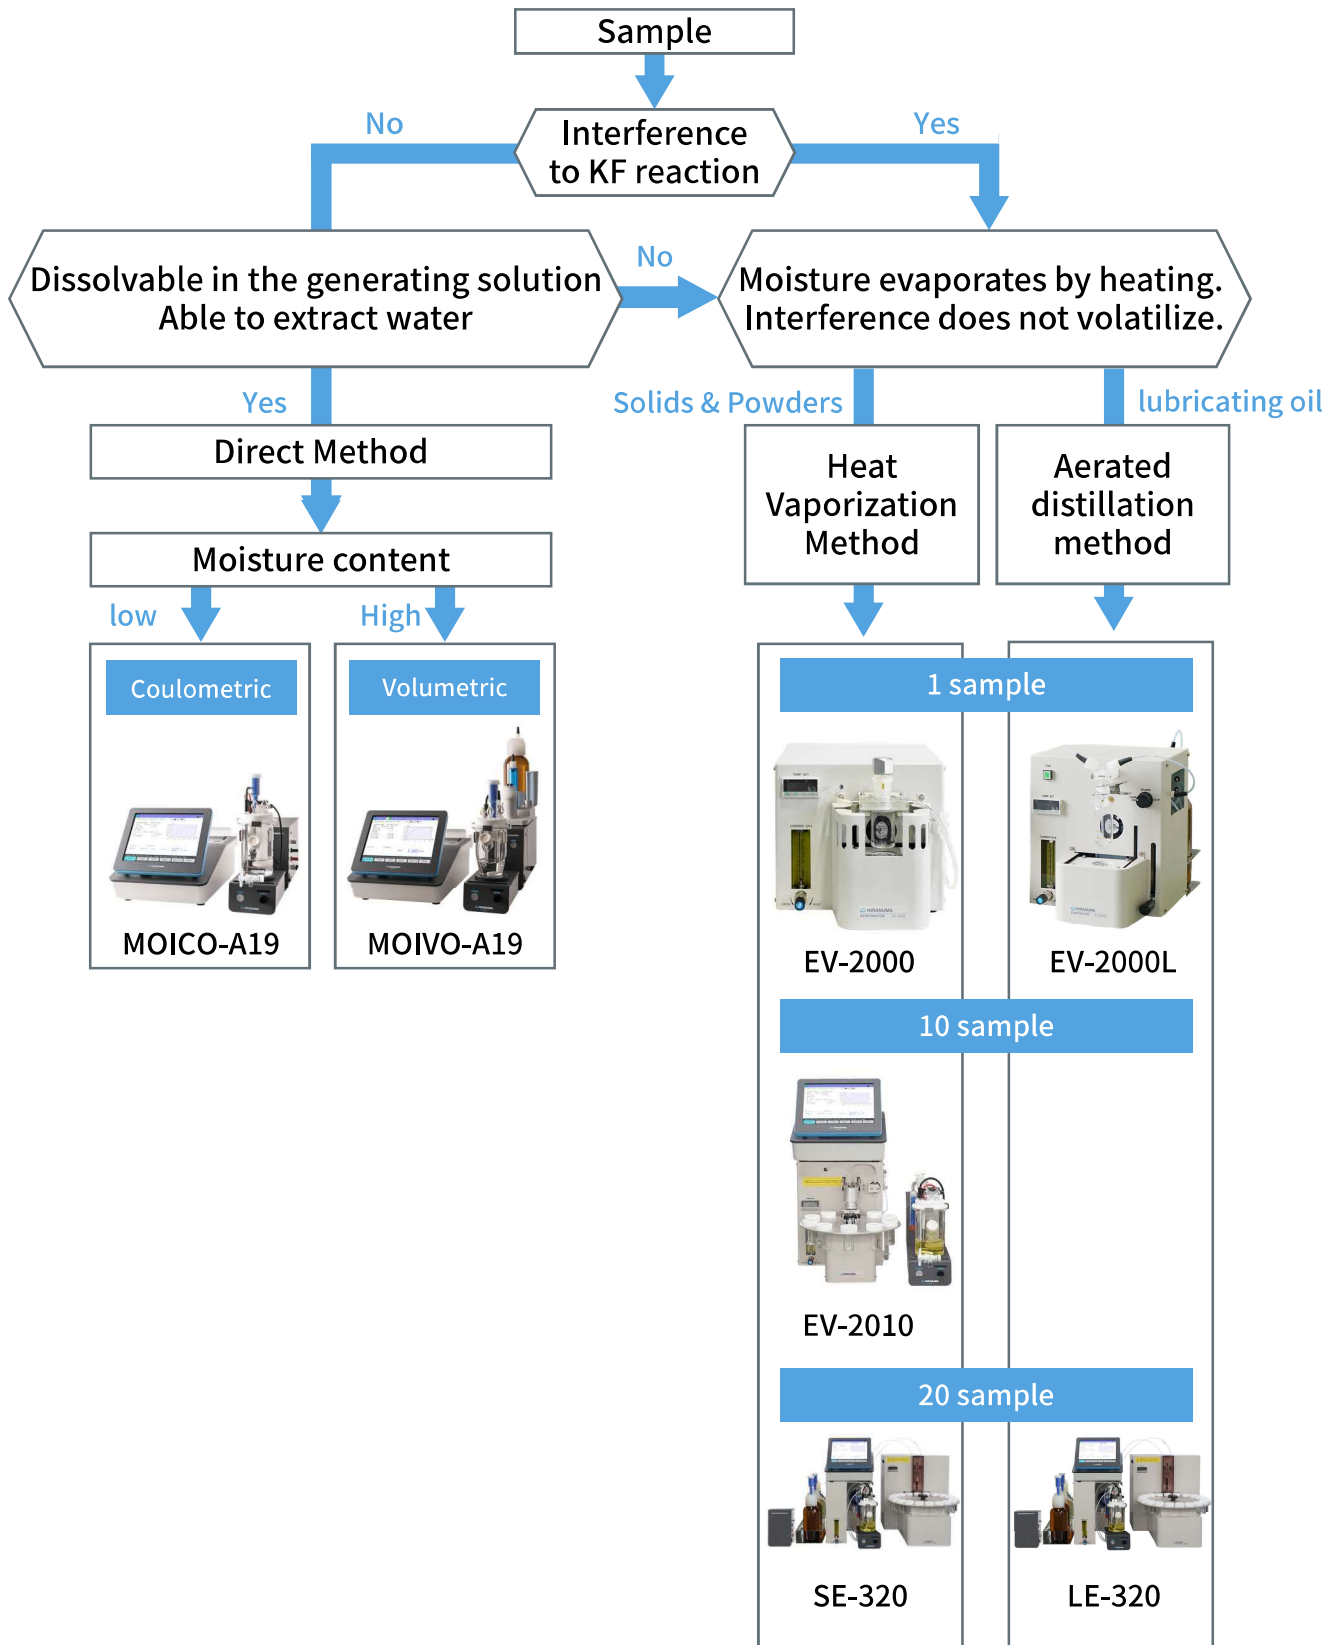 Sample
No
Interference
to KF reaction
Yes
Dissolvable in the generating solution
Able to extract water
No
Moisture evaporates by heating.
Interference does not volatilize.
Yes
Direct Method
Moisture content
low
High
Coulometric
MOICO-A19
Volumetric
MOIVO-A19
Solids & Powders
lubricating oil
Heat
Vaporization
Method
Aerated
distillation
method
1 sample
HIRANUMA
EV-2000
EV-2000L
10 sample
EV-2010
20 sample
SE-320
LE-320